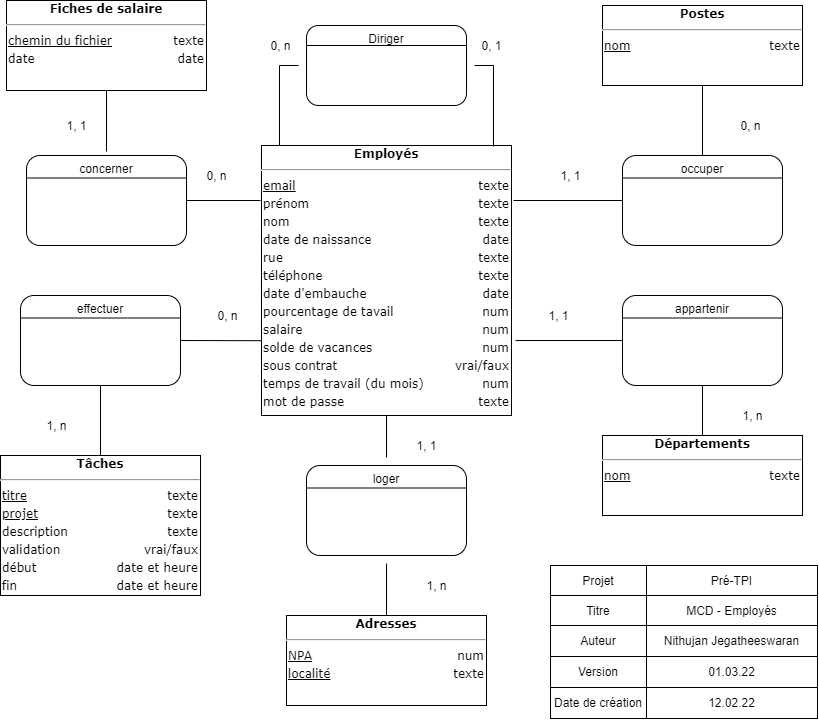 Fiches de salaire
chemin du fichier texte
date date
1, 1
concerner
0, n
Diriger
0, n
0, 1
Postes
nom texte
0, n
occuper
1, 1
Employés
email texte
prénom texte
nom texte
date de naissance date
rue texte
téléphone texte
date d'embauche date
pourcentage de tavail num
salaire num
solde de vacances num
sous contrat vrai/faux
temps de travail (du mois) num
mot de passe texte
effectuer
0, n
1, n
Tâches
titre texte
projet texte
description texte
validation vrai/faux
début date et heure
fin date et heure
appartenir
1, 1
1, n
Départements
nom texte
1, 1
loger
1, n
Adresses
NPA num
localité texte
Projet Pré-TPI
Titre MCD - Employés
Auteur Nithujan Jegatheeswaran
Version 01.03.22
Date de création 12.02.22